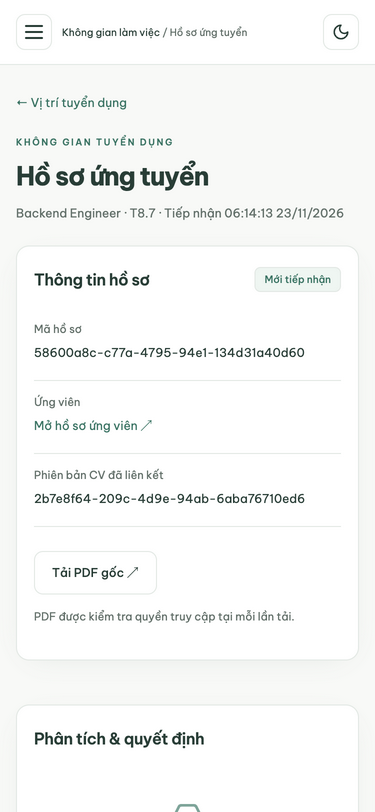 Không gian làm việc / Hồ sơ ứng tuyển
← Vị trí tuyển dụng
KHÔNG GIAN TUYỂN DỤNG
Hồ sơ ứng tuyển
Backend Engineer · T8.7 · Tiếp nhận 06:14:13 23/11/2026
Thông tin hồ sơ
Mới tiếp nhận
Mã hồ sơ
58600a8c-c77a-4795-94e1-134d31a40d60
Ứng viên
Mở hồ sơ ứng viên ↗
Phiên bản CV đã liên kết
2b7e8f64-209c-4d9e-94ab-6aba76710ed6
Tải PDF gốc ↗
PDF được kiểm tra quyền truy cập tại mỗi lần tải.
Phân tích & quyết định